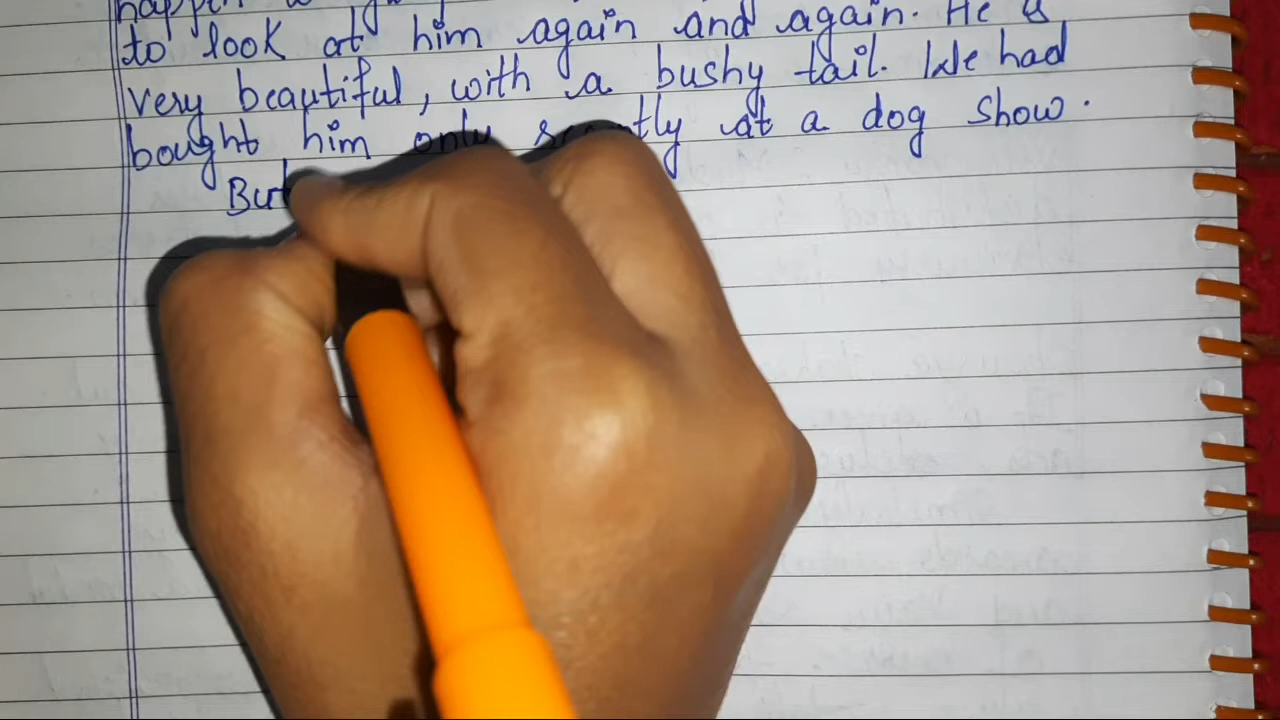 to look at him again and again. He is
very beautiful, with a bushy tail. We had
bought him only at a dog show.
But